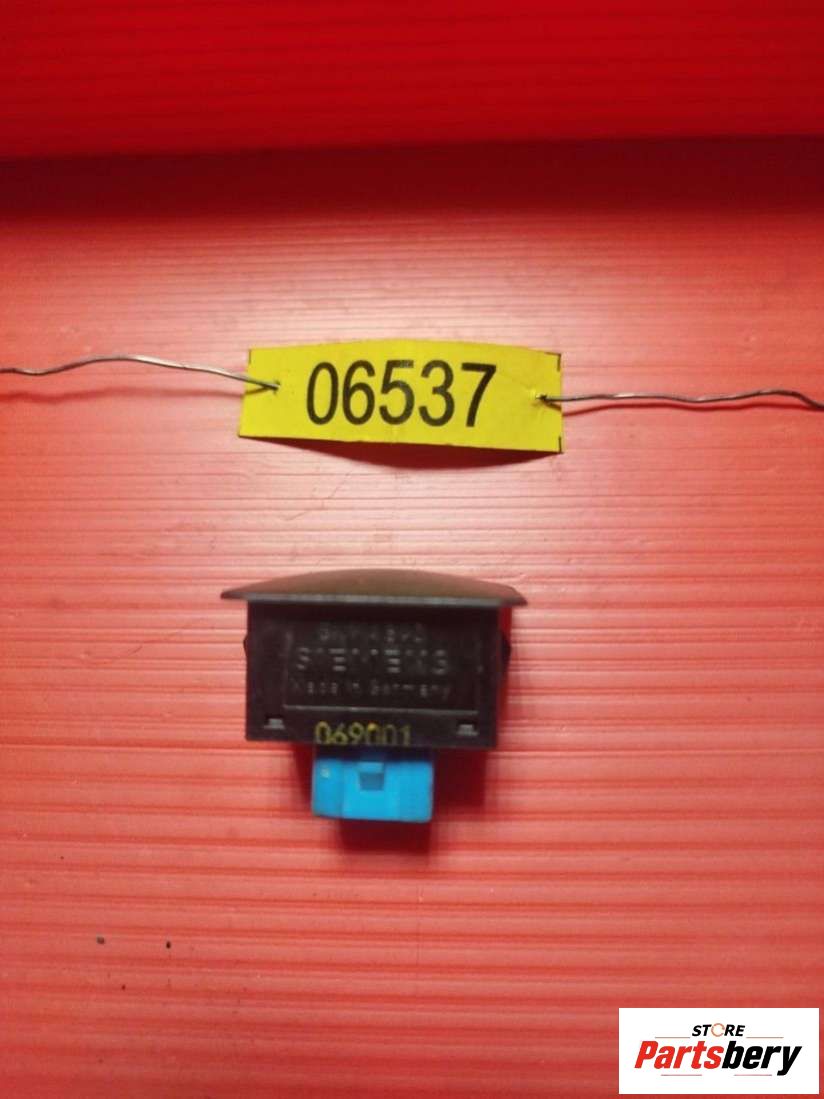 06537
SIEMENS
Made in Germany
069001
STORE
Partsbery